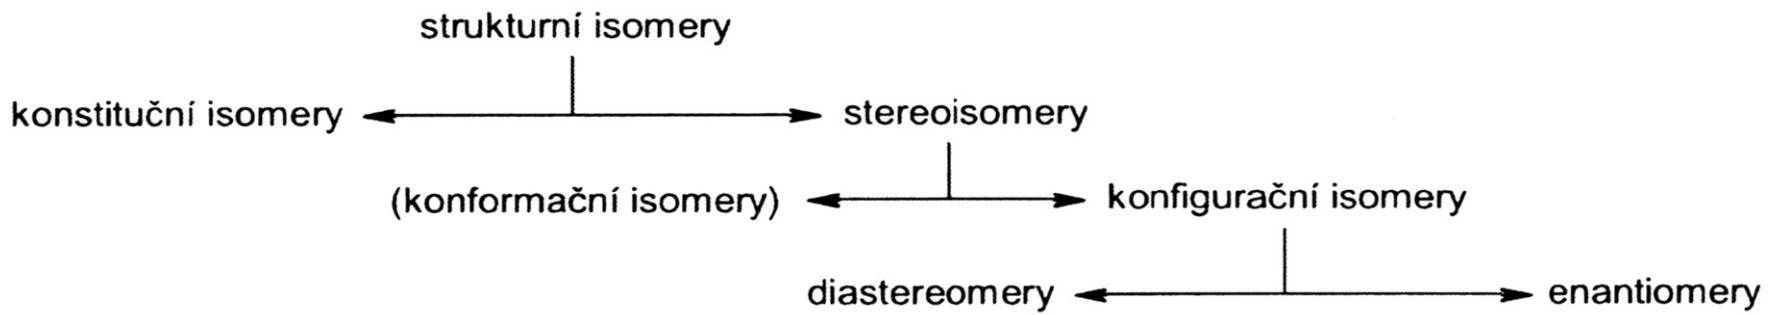 strukturní isomery
konstituční isomery stereoisomery
(konformační isomery) konfigurační isomery
diastereomery enantiomery